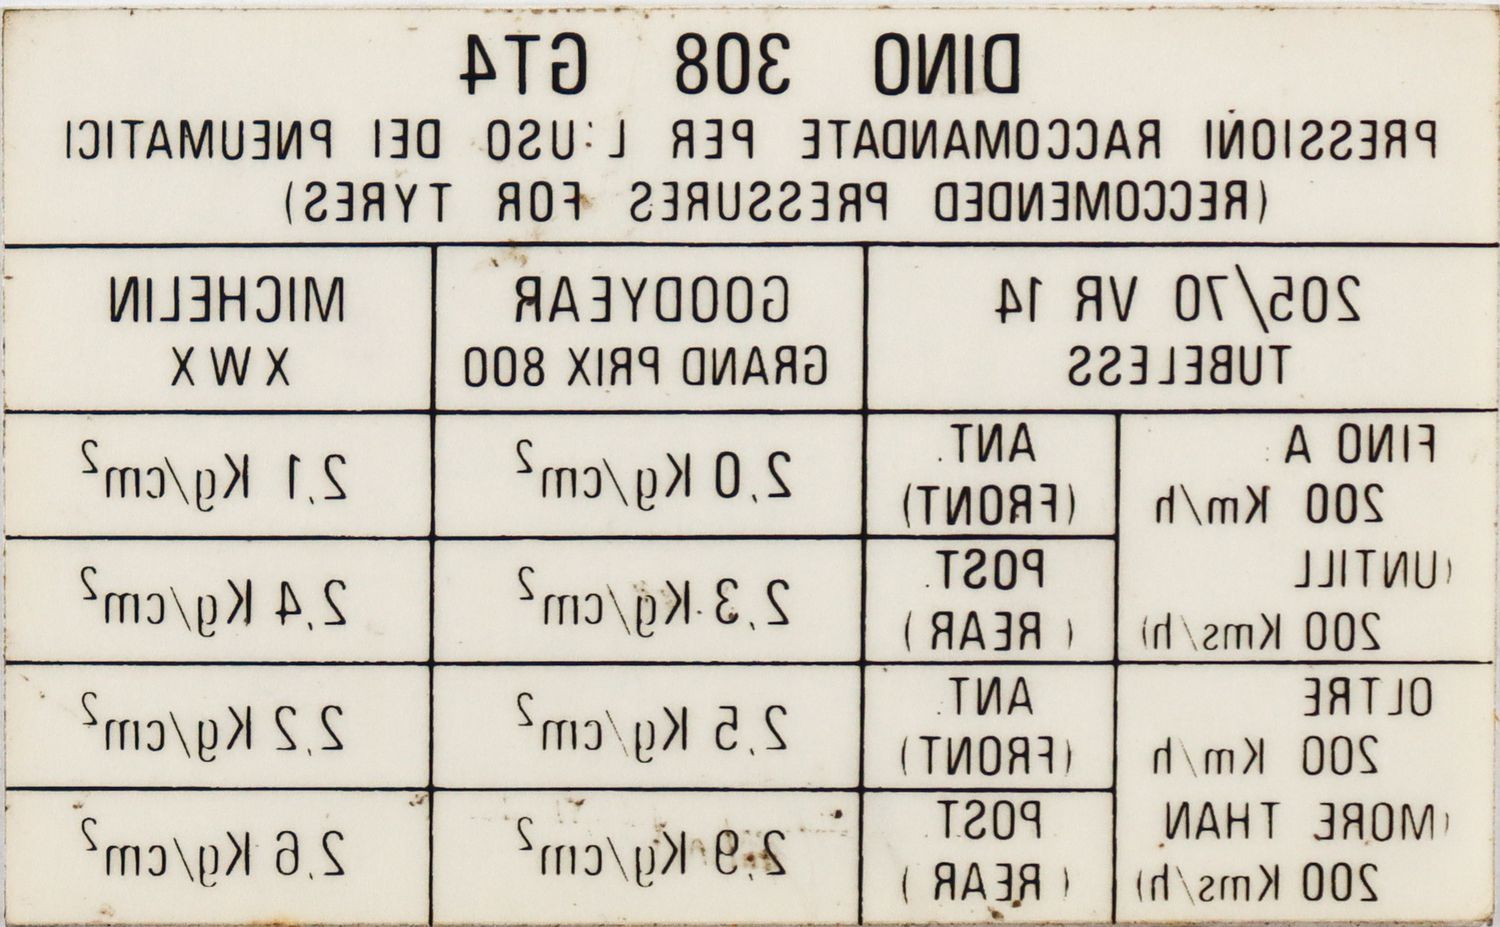 DINO 308 GT4
PRESSIONI RACCOMANDATE PER L'USO DEI PNEUMATICI
(RECCOMENDED PRESSURES FOR TYRES)
205/70 VR 14
TUBELESS
GOODYEAR
GRAND PRIX 800
MICHELIN
X W X
FINO A
200 Km/h
(UNTILL
200 Kms/h)
ANT.
(FRONT)
2,0 Kg/cm²
2,1 Kg/cm²
POST.
(REAR)
2,3 Kg/cm²
2,4 Kg/cm²
OLTRE
200 Km/h
(MORE THAN
200 Kms/h)
ANT.
(FRONT)
2,5 Kg/cm²
2,2 Kg/cm²
POST.
(REAR)
2,9 Kg/cm²
2,6 Kg/cm²